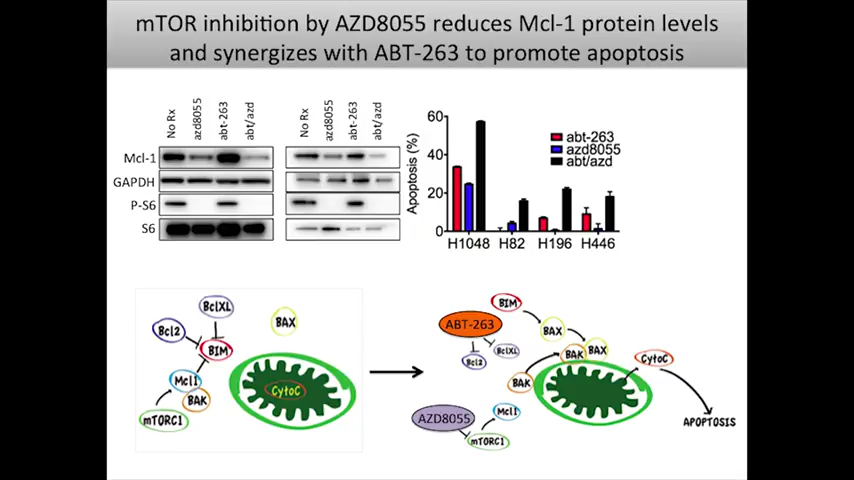 mTOR inhibition by AZD8055 reduces Mcl-1 protein levels
and synergizes with ABT-263 to promote apoptosis
No Rx
azd8055
abt-263
abt/azd
No Rx
azd8055
abt-263
abt/azd
Mcl-1
GAPDH
P-S6
S6
Apoptosis (%)
60
40
20
0
abt-263
azd8055
abt/azd
H1048 H82 H196 H446
BclXL
Bcl2
BAX
BIM
Mcl1
BAK
mTORC1
CytoC
BIM
ABT-263
BAX
BclXL
Bcl2
BAK
BAX
CytoC
BAK
Mcl1
AZD8055
mTORC1
APOPTOSIS